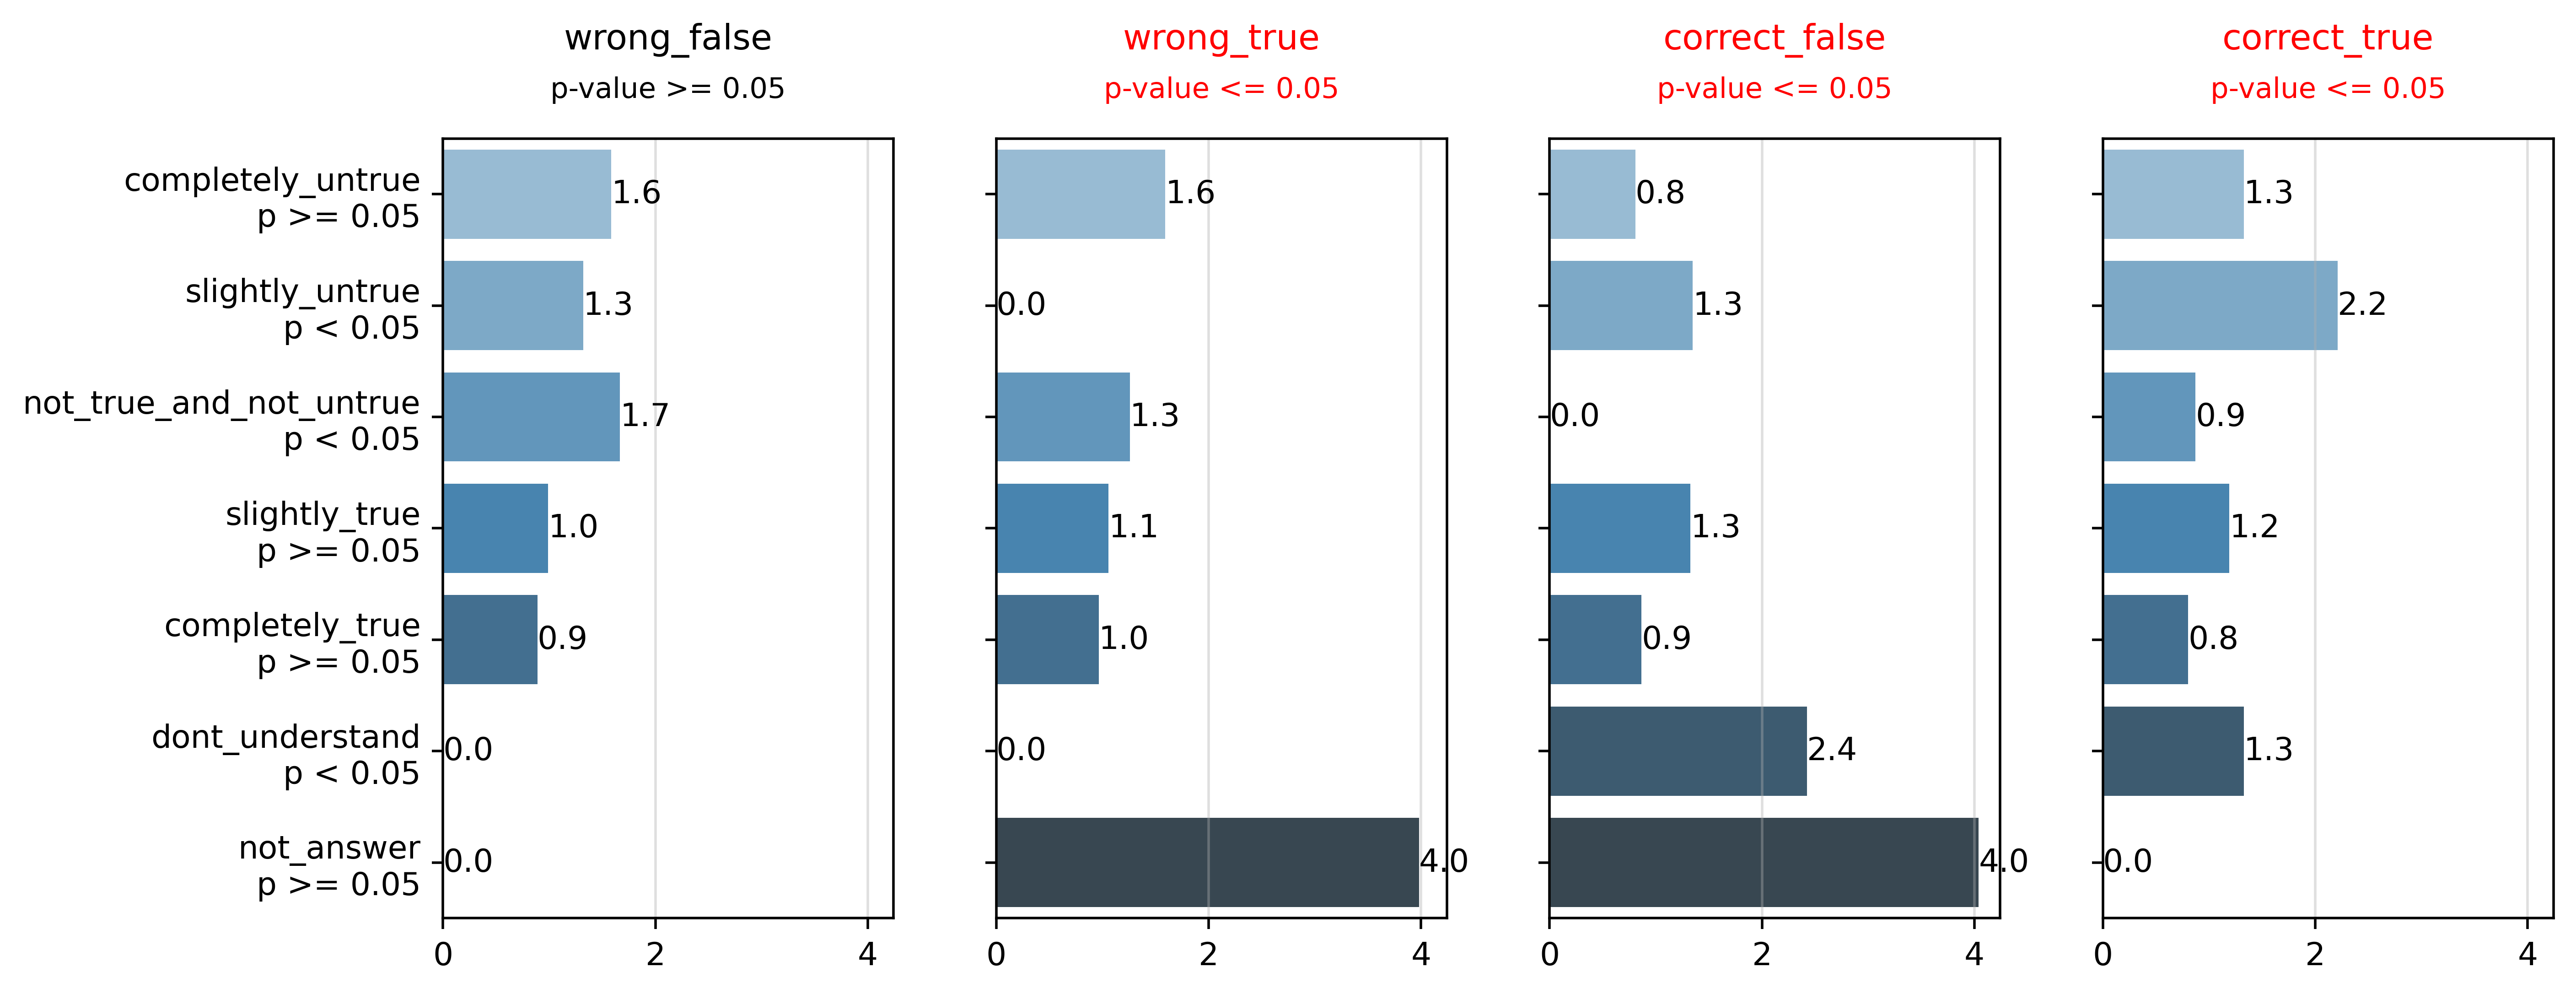 wrong_false
p-value >= 0.05
wrong_true
p-value <= 0.05
correct_false
p-value <= 0.05
correct_true
p-value <= 0.05
completely_untrue
p >= 0.05
1.6
1.6
0.8
1.3
slightly_untrue
p < 0.05
1.3
0.0
1.3
2.2
not_true_and_not_untrue
p < 0.05
1.7
1.3
0.0
0.9
slightly_true
p >= 0.05
1.0
1.1
1.3
1.2
completely_true
p >= 0.05
0.9
1.0
0.9
0.8
dont_understand
p < 0.05
0.0
0.0
2.4
1.3
not_answer
p >= 0.05
0.0
4.0
4.0
0.0
0 2 4
0 2 4
0 2 4
0 2 4